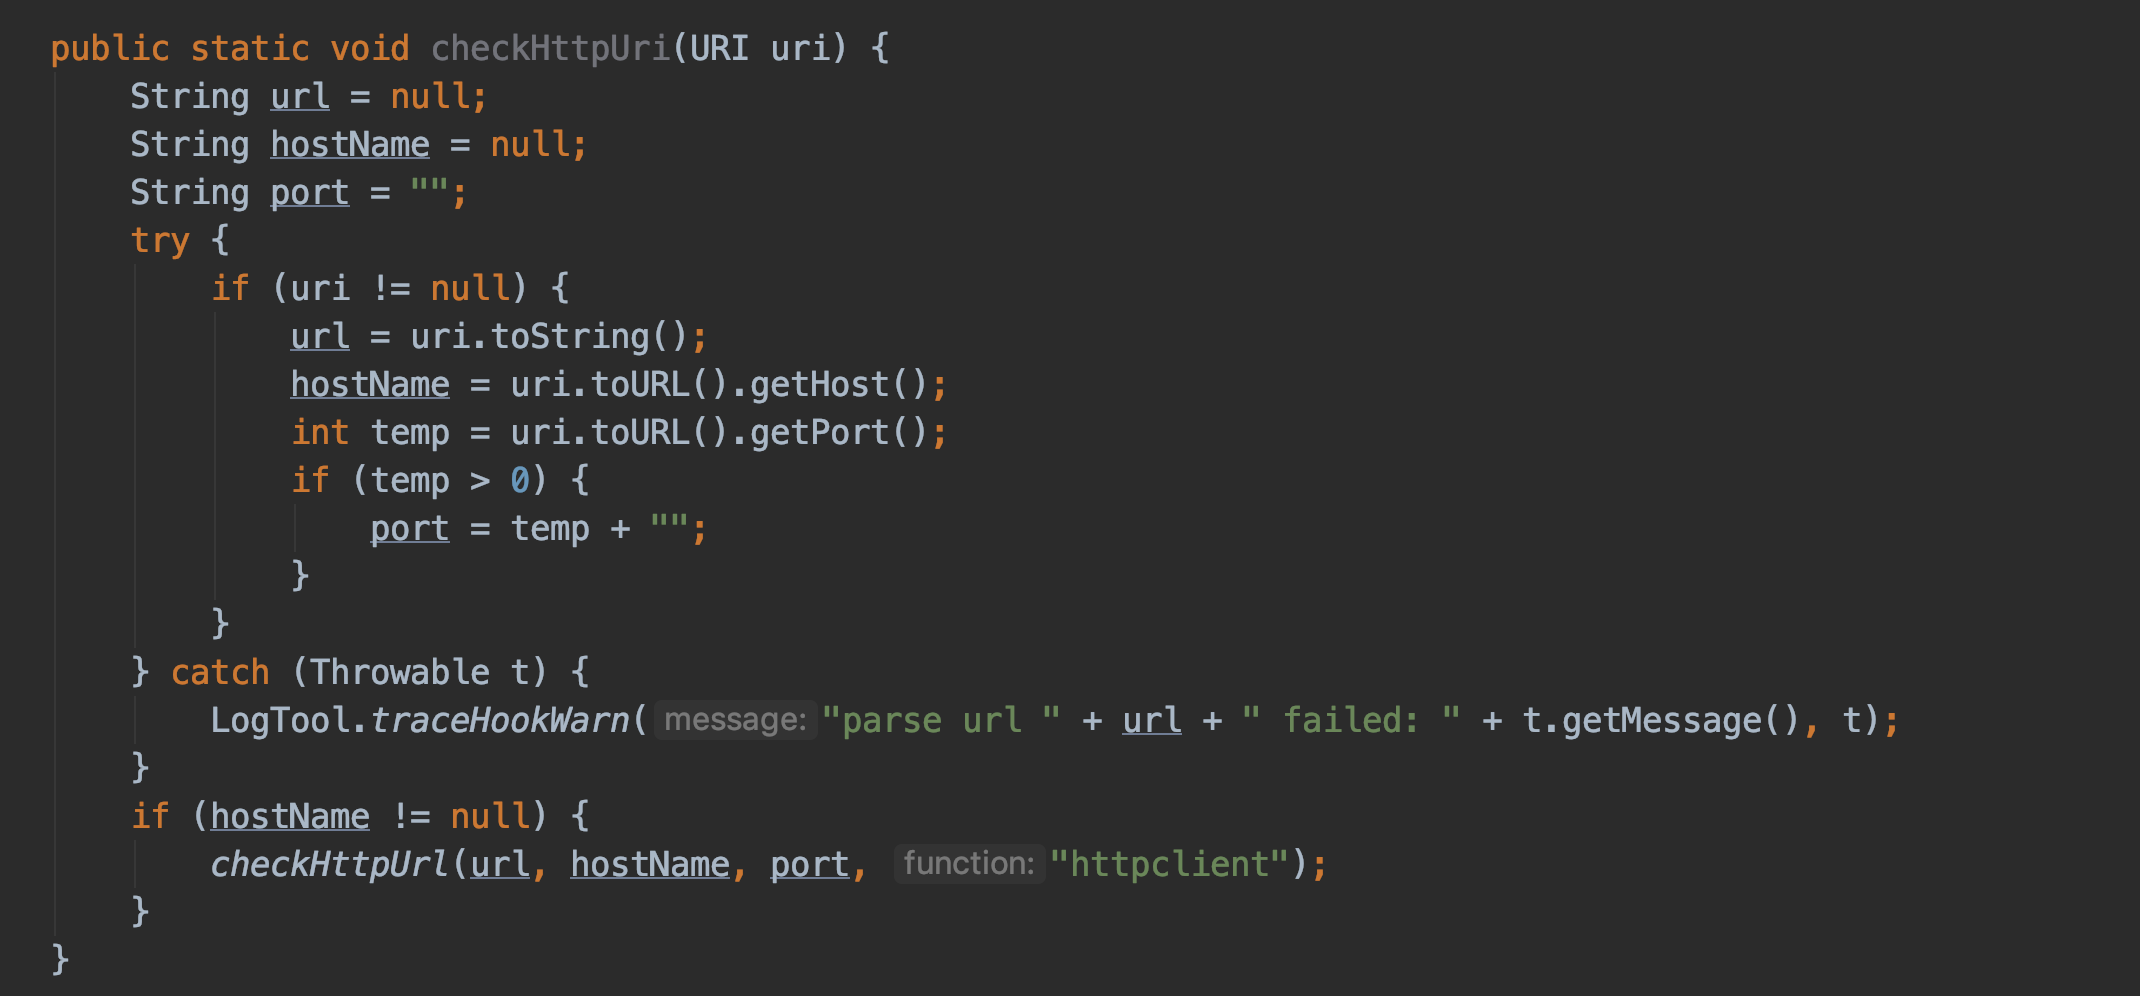 public static void checkHttpUri(URI uri) {
    String url = null;
    String hostName = null;
    String port = "";
    try {
        if (uri != null) {
            url = uri.toString();
            hostName = uri.toURL().getHost();
            int temp = uri.toURL().getPort();
            if (temp > 0) {
                port = temp + "";
            }
        }
    } catch (Throwable t) {
        LogTool.traceHookWarn( message: "parse url " + url + " failed: " + t.getMessage(), t);
    }
    if (hostName != null) {
        checkHttpUrl(url, hostName, port, function: "httpclient");
    }
}